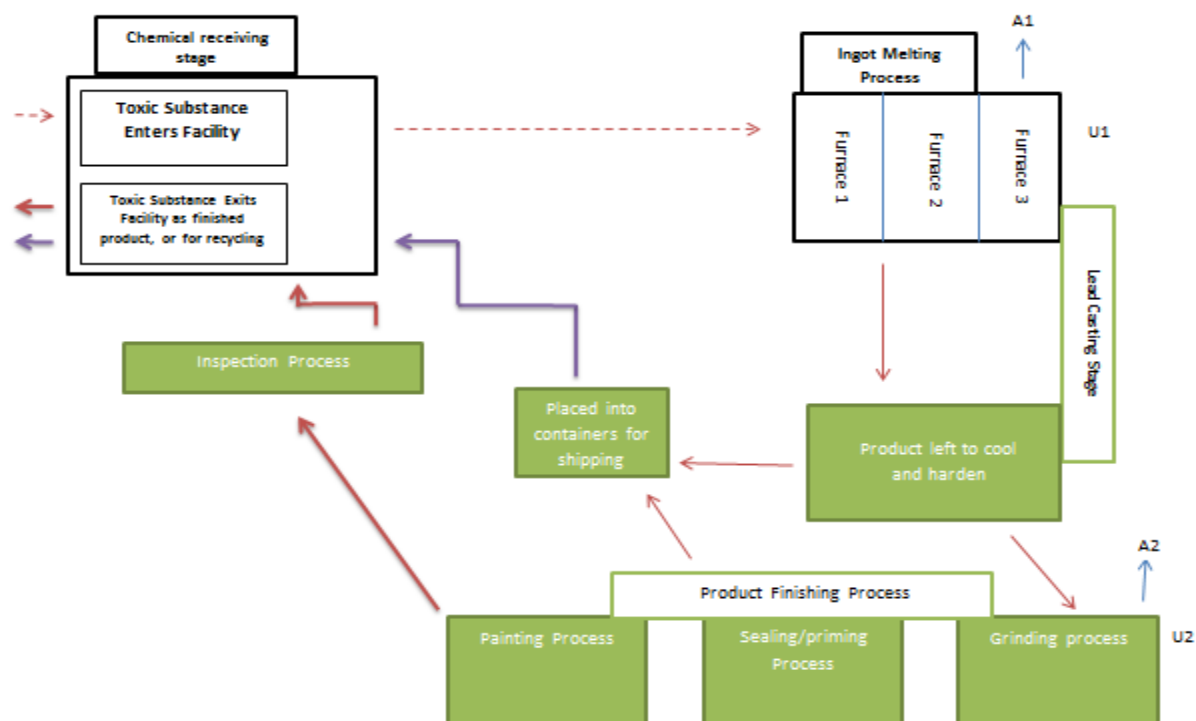 Chemical receiving
stage
Toxic Substance
Enters Facility
Toxic Substance Exits
Facility as finished
product, or for recycling
A1
Ingot Melting
Process
Furnace 1
Furnace 2
Furnace 3
U1
Lead Casting Stage
Inspection Process
Placed into
containers for
shipping
Product left to cool
and harden
A2
Product Finishing Process
Painting Process
Sealing/priming
Process
Grinding process
U2